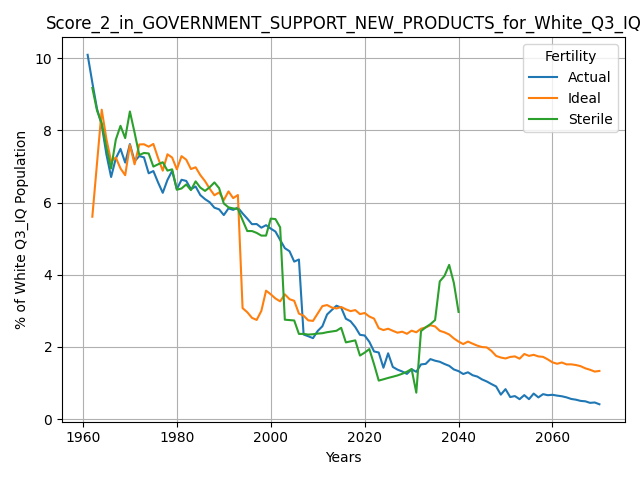 Score_2_in_GOVERNMENT_SUPPORT_NEW_PRODUCTS_for_White_Q3_IQ
Fertility
Actual
Ideal
Sterile
% of White Q3_IQ Population
10
8
6
4
2
0
1960 1980 2000 2020 2040 2060
Years